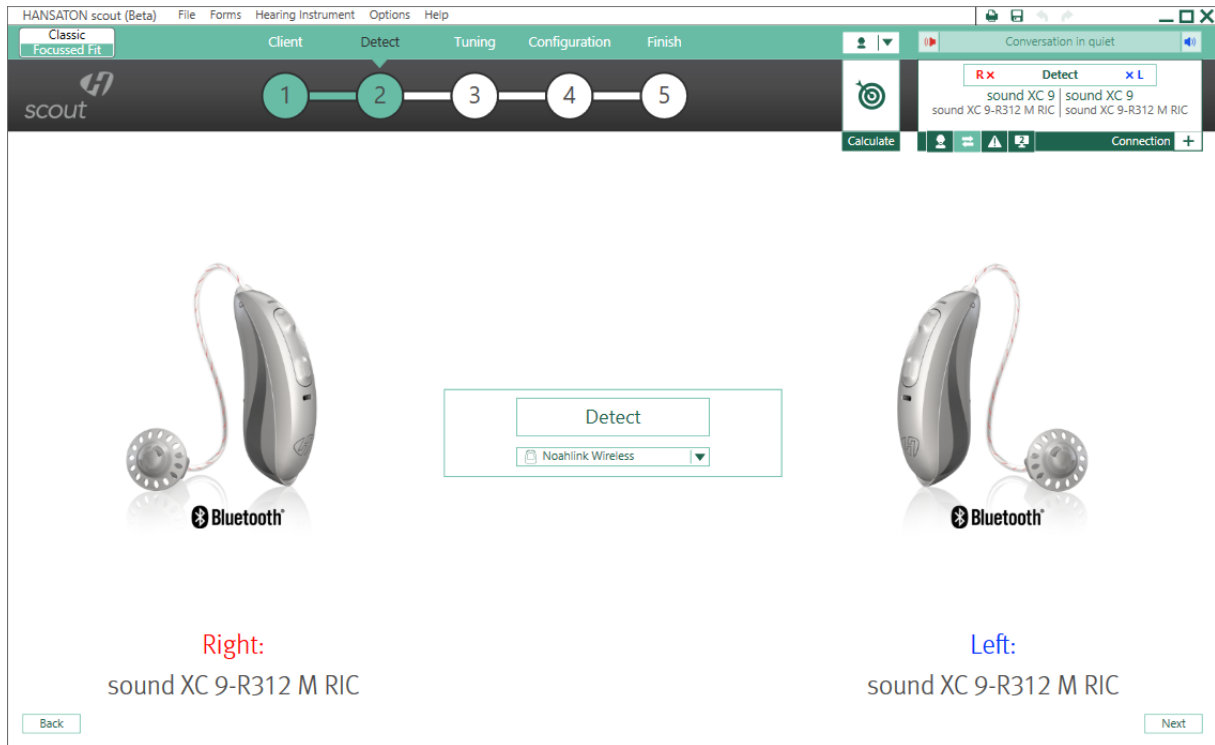 HANSATON scout (Beta) File Forms Hearing Instrument Options Help
Classic
Focussed Fit
Client Detect Tuning Configuration Finish
Conversation in quiet
scout
1 2 3 4 5
R × Detect × L
sound XC 9 sound XC 9
sound XC 9-R312 M RIC sound XC 9-R312 M RIC
Calculate
2
Connection +
Detect
Noahlink Wireless
Bluetooth® Bluetooth®
Right: Left:
sound XC 9-R312 M RIC sound XC 9-R312 M RIC
Back Next